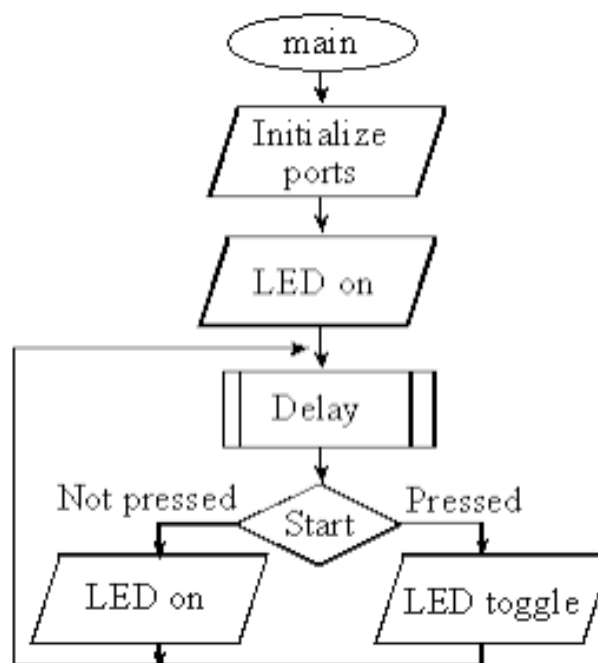 main
Initialize
ports
LED on
Delay
Not pressed
Start
Pressed
LED on
LED toggle